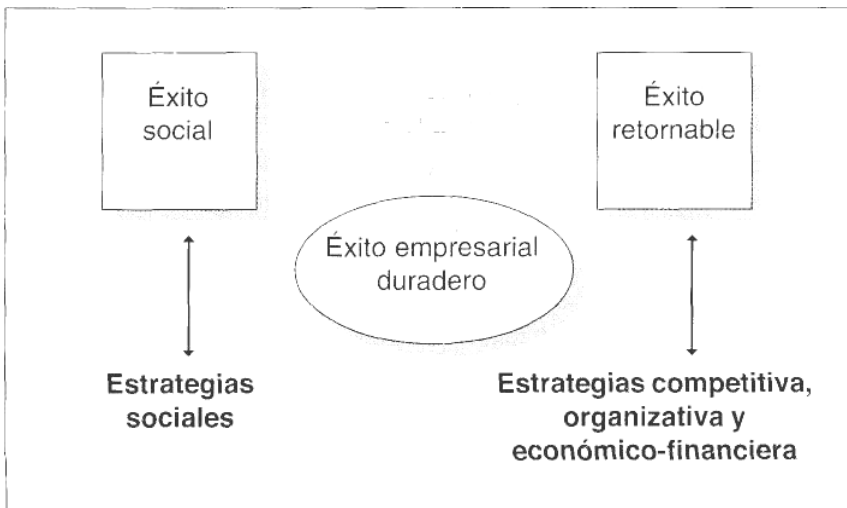 Éxito
social
Éxito
retornable
Éxito empresarial
duradero
Estrategias
sociales
Estrategias competitiva,
organizativa y
económico-financiera